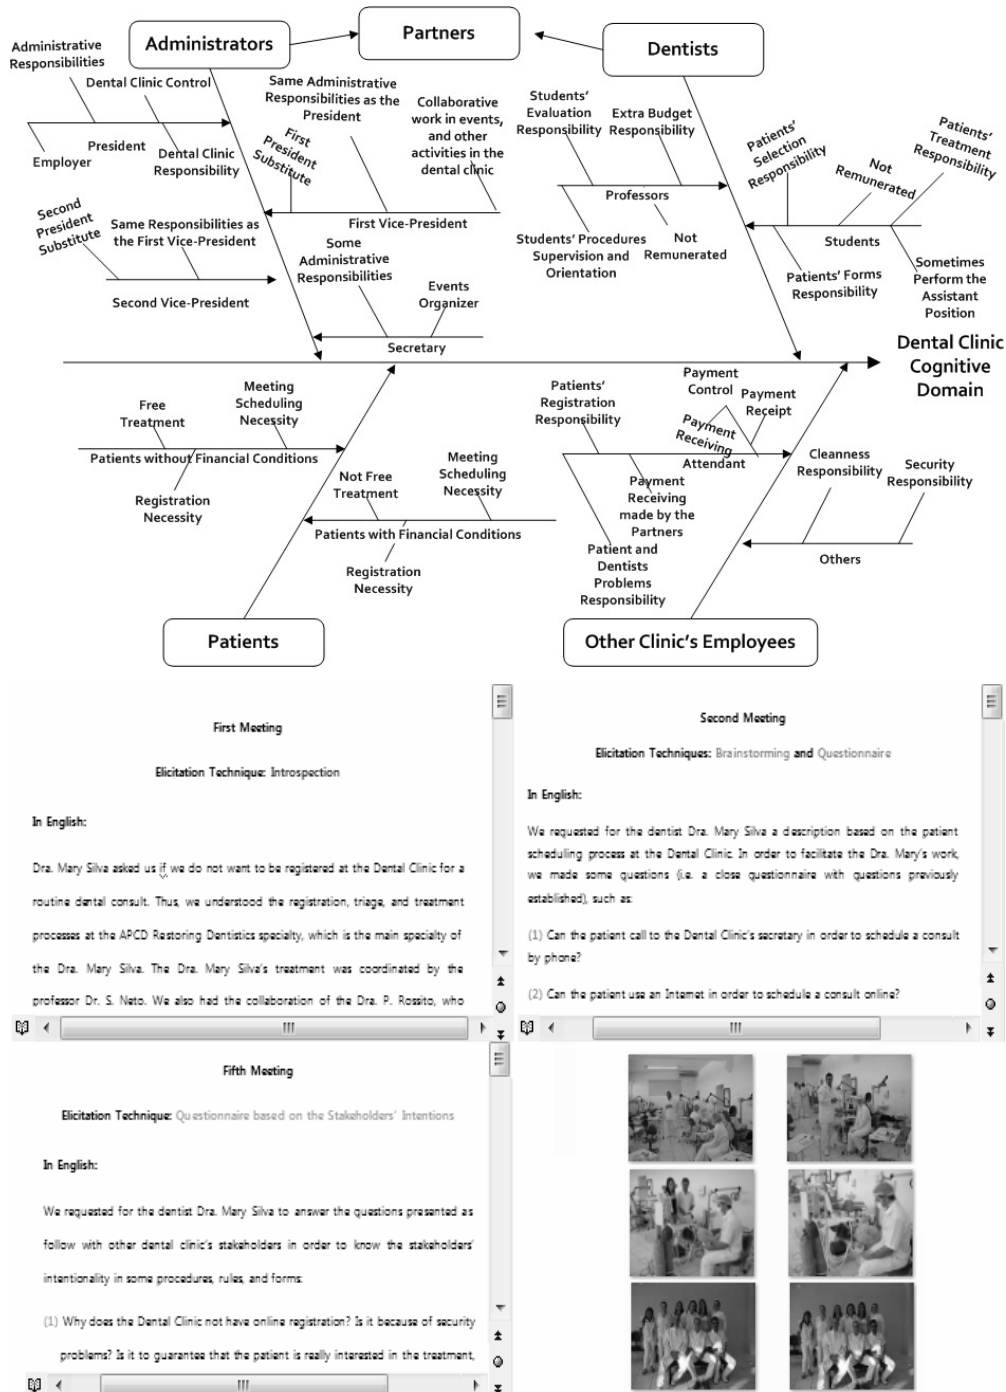 Administrators
Partners
Dentists
Administrative
Responsibilities
Dental Clinic Control
Employer
President
Dental Clinic
Responsibility
Same Administrative
Responsibilities as the
President
First
President
Substitute
Collaborative
work in events,
and other
activities in the
dental clinic
First Vice-President
Second
President
Substitute
Same Responsibilities as
the First Vice-President
Second Vice-President
Some
Administrative
Responsibilities
Events
Organizer
Secretary
Students'
Evaluation
Responsibility
Extra Budget
Responsibility
Professors
Students' Procedures
Supervision and
Orientation
Not
Remunerated
Patients'
Selection
Responsibility
Not
Remunerated
Patients'
Treatment
Responsibility
Students
Patients' Forms
Responsibility
Sometimes
Perform the
Assistant
Position
Dental Clinic
Cognitive
Domain
Free
Treatment
Meeting
Scheduling
Necessity
Patients without Financial Conditions
Registration
Necessity
Not Free
Treatment
Meeting
Scheduling
Necessity
Patients with Financial Conditions
Registration
Necessity
Patients'
Registration
Responsibility
Payment
Control
Payment
Receipt
Payment
Receiving
Attendant
Payment
Receiving
made by the
Partners
Patient and
Dentists
Problems
Responsibility
Cleanness
Responsibility
Security
Responsibility
Others
Patients
Other Clinic's Employees
First Meeting
Elicitation Technique: Introspection
In English:
Dra. Mary Silva asked us if we do not want to be registered at the Dental Clinic for a
routine dental consult. Thus, we understood the registration, triage, and treatment
processes at the APCD Restoring Dentistics specialty, which is the main specialty of
the Dra. Mary Silva. The Dra. Mary Silva's treatment was coordinated by the
professor Dr. S. Neto. We also had the collaboration of the Dra. P. Rossito, who
Second Meeting
Elicitation Techniques: Brainstorming and Questionnaire
In English:
We requested for the dentist Dra. Mary Silva a description based on the patient
scheduling process at the Dental Clinic. In order to facilitate the Dra. Mary's work,
we made some questions (i.e. a close questionnaire with questions previously
established), such as:
(1) Can the patient call to the Dental Clinic's secretary in order to schedule a consult
by phone?
(2) Can the patient use an Internet in order to schedule a consult online?
Fifth Meeting
Elicitation Technique: Questionnaire based on the Stakeholders' Intentions
In English:
We requested for the dentist Dra. Mary Silva to answer the questions presented as
follow with other dental clinic's stakeholders in order to know the stakeholders'
intentionality in some procedures, rules, and forms:
(1) Why does the Dental Clinic not have online registration? Is it because of security
problems? Is it to guarantee that the patient is really interested in the treatment,